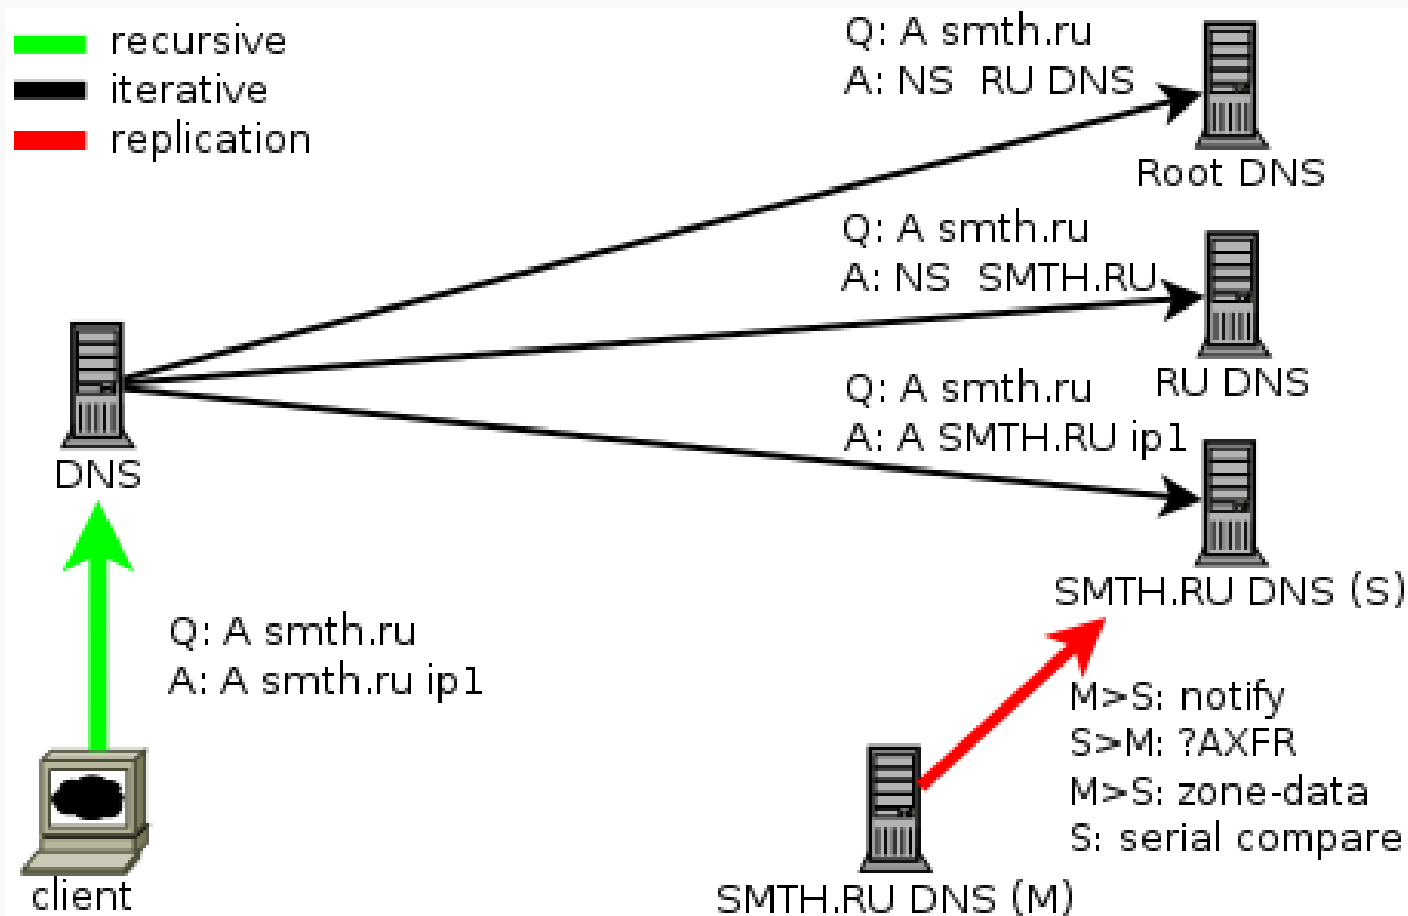 recursive
iterative
replication
Q: A smth.ru
A: NS RU DNS
Root DNS
Q: A smth.ru
A: NS SMTH.RU
RU DNS
Q: A smth.ru
A: A SMTH.RU ip1
SMTH.RU DNS (S)
DNS
Q: A smth.ru
A: A smth.ru ip1
client
M>S: notify
S>M: ?AXFR
M>S: zone-data
S: serial compare
SMTH.RU DNS (M)